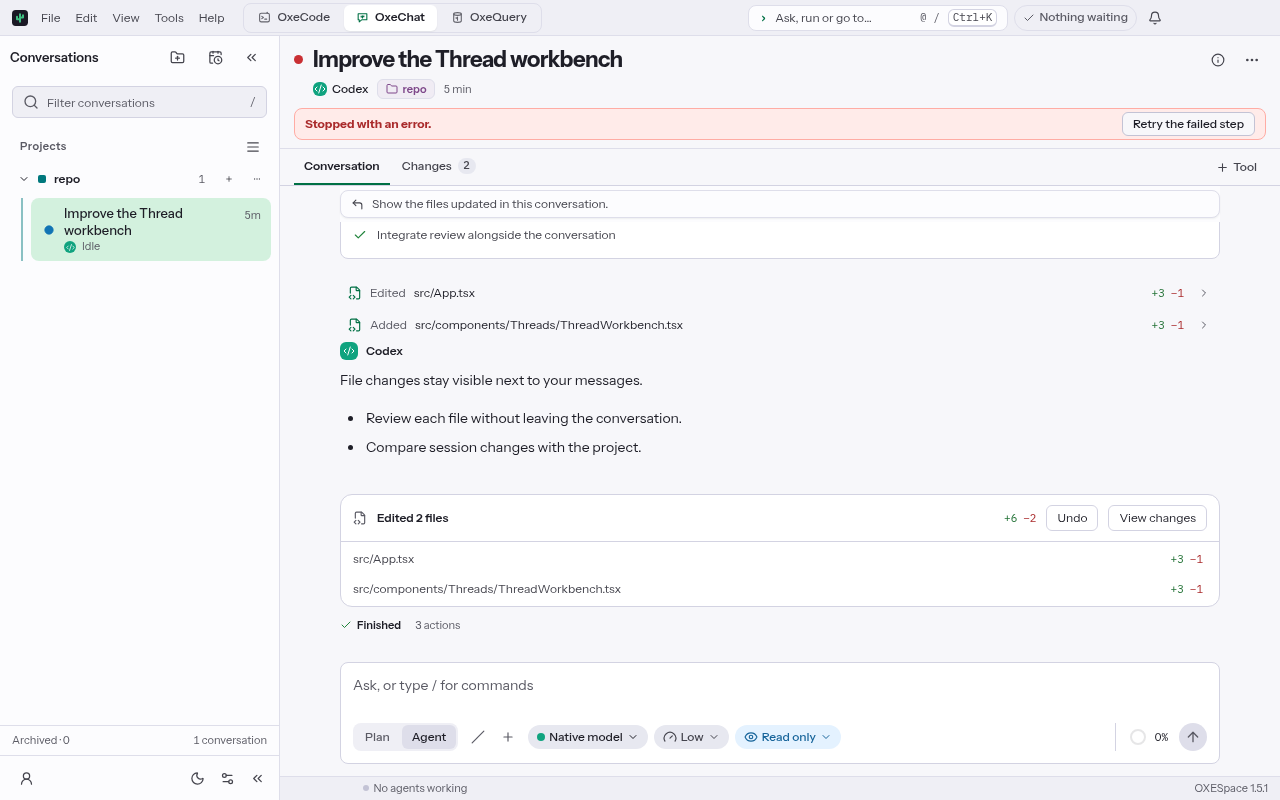 File Edit View Tools Help OxeCode OxeChat OxeQuery Ask, run or go to... @ / Ctrl+K Nothing waiting
Conversations
Filter conversations /
Projects
repo 1 + ...
Improve the Thread workbench 5m
Idle
Archived · 0 1 conversation
Improve the Thread workbench
Codex repo 5 min
Stopped with an error. Retry the failed step
Conversation Changes 2 + Tool
Show the files updated in this conversation.
Integrate review alongside the conversation
Edited src/App.tsx +3 −1
Added src/components/Threads/ThreadWorkbench.tsx +3 −1
Codex
File changes stay visible next to your messages.
• Review each file without leaving the conversation.
• Compare session changes with the project.
Edited 2 files +6 −2 Undo View changes
src/App.tsx +3 −1
src/components/Threads/ThreadWorkbench.tsx +3 −1
Finished 3 actions
Ask, or type / for commands
Plan Agent Native model Low Read only 0%
No agents working OXESpace 1.5.1